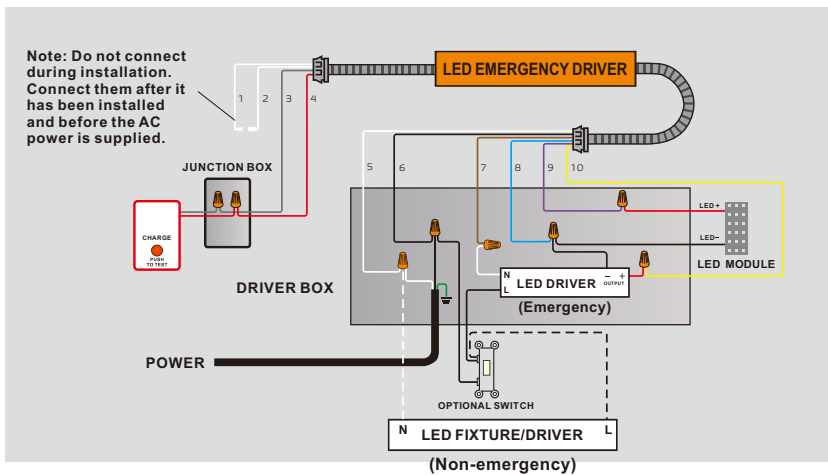 Note: Do not connect
during installation.
Connect them after it
has been installed
and before the AC
power is supplied.
LED EMERGENCY DRIVER
1
2
3
4
5
6
7
8
9
10
JUNCTION BOX
CHARGE
PUSH
TO TEST
DRIVER BOX
LED+
LED−
LED MODULE
N
L
LED DRIVER
− +
OUTPUT
(Emergency)
POWER
OPTIONAL SWITCH
N
LED FIXTURE/DRIVER
L
(Non-emergency)